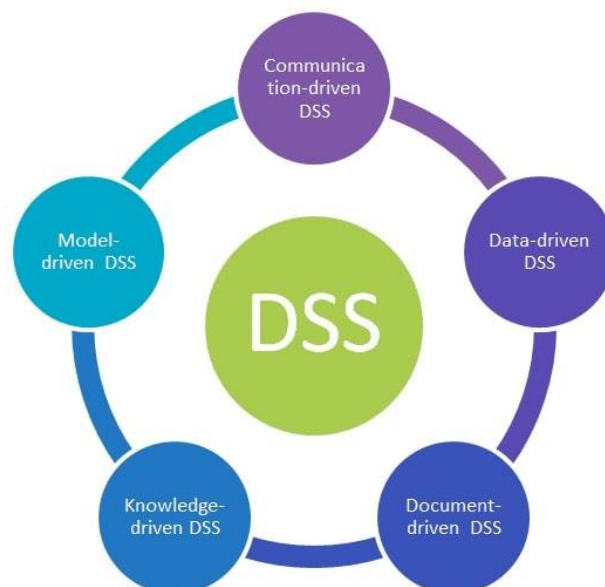 Communica
tion-driven
DSS
Data-driven
DSS
Document-
driven DSS
Knowledge-
driven DSS
Model-
driven DSS
DSS